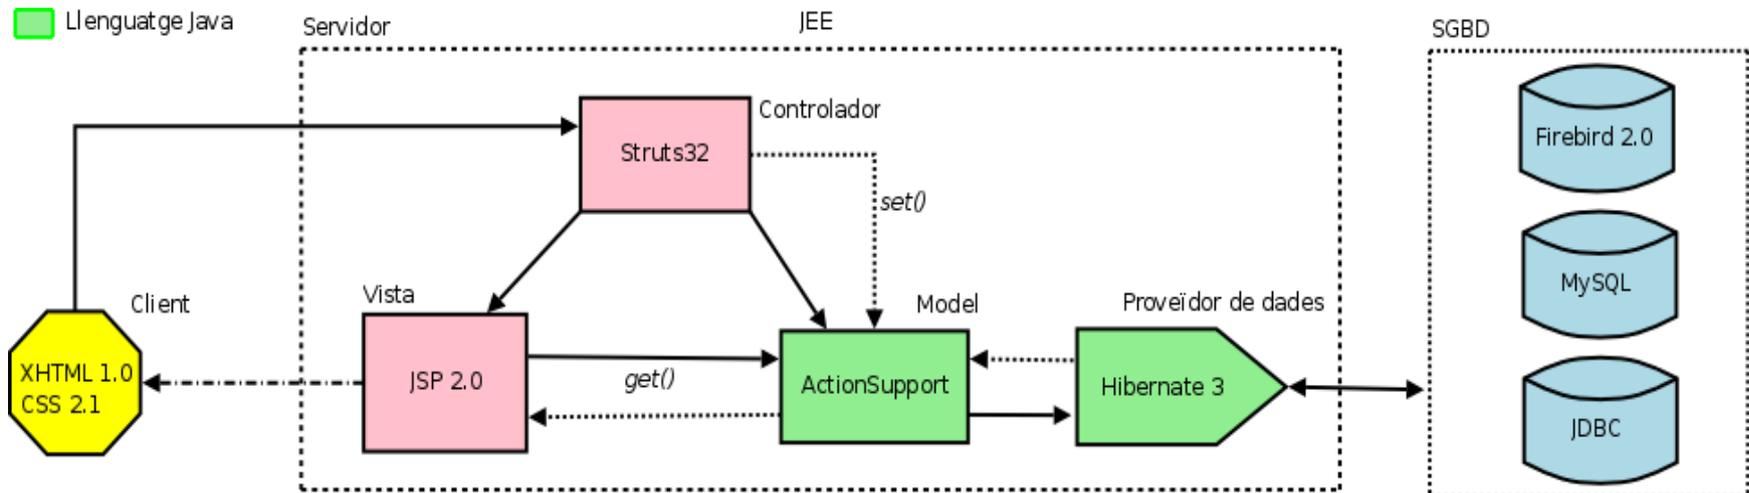 Llenguatge Java
Servidor
JEE
SGBD
Controlador
Struts32
set()
Firebird 2.0
MySQL
JDBC
Client
XHTML 1.0
CSS 2.1
Vista
JSP 2.0
get()
Model
ActionSupport
Proveïdor de dades
Hibernate 3